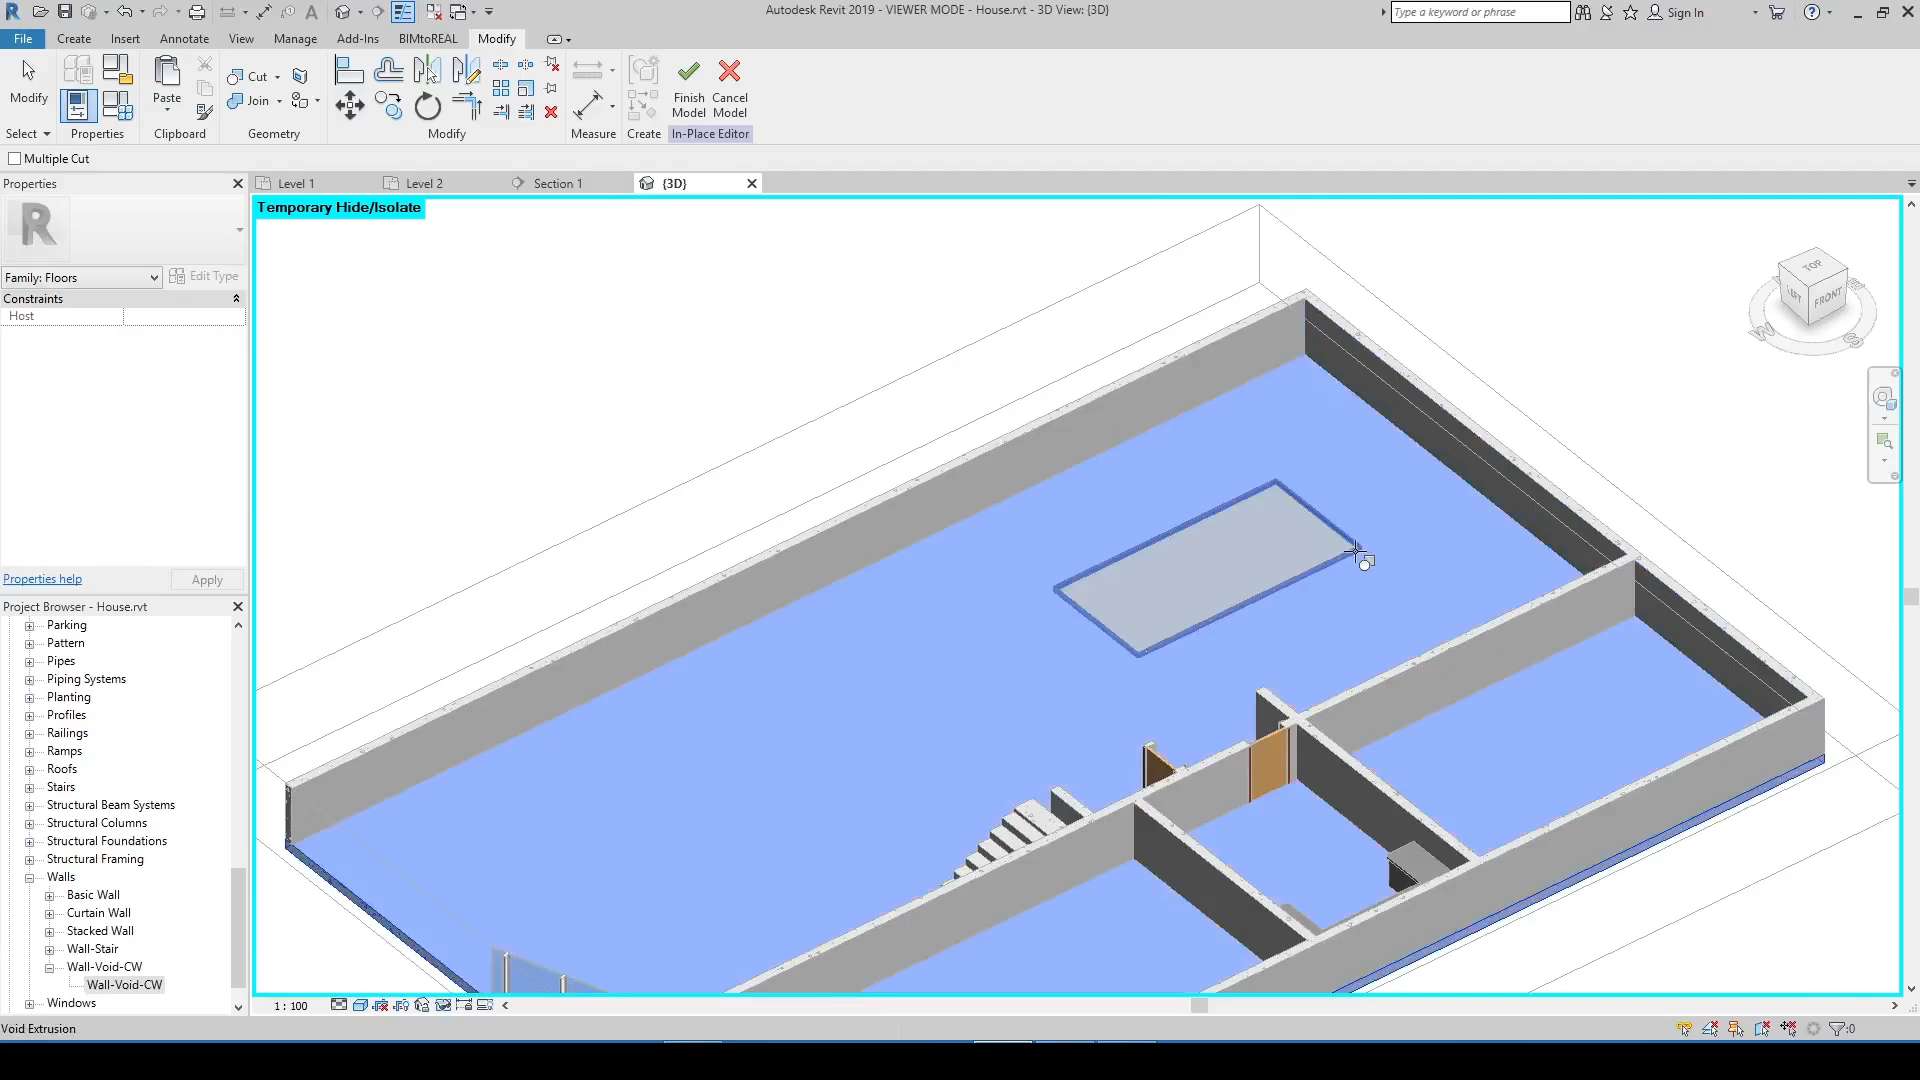 Autodesk Revit 2019 - VIEWER MODE - House.rvt - 3D View: {3D}
Type a keyword or phrase
Sign In
File Create Insert Annotate View Manage Add-Ins BIMtoREAL Modify
Modify
Paste
Cut
Join
Finish Model
Cancel Model
Select Properties Clipboard Geometry Modify Measure Create In-Place Editor
Multiple Cut
Properties
Level 1
Level 2
Section 1
{3D}
Temporary Hide/Isolate
R
Family: Floors
Edit Type
Constraints
Host
Properties help
Apply
TOP
LEFT
FRONT
W
S
Project Browser - House.rvt
Parking
Pattern
Pipes
Piping Systems
Planting
Profiles
Railings
Ramps
Roofs
Stairs
Structural Beam Systems
Structural Columns
Structural Foundations
Structural Framing
Walls
Basic Wall
Curtain Wall
Stacked Wall
Wall-Stair
Wall-Void-CW
Wall-Void-CW
Windows
1 : 100
Void Extrusion
:0